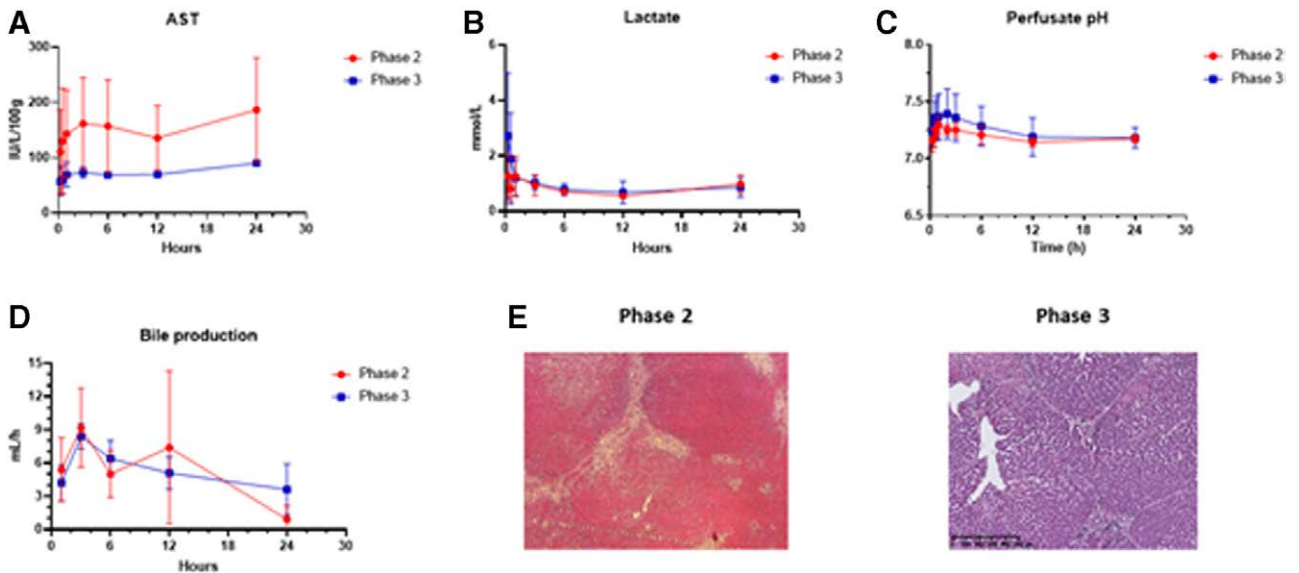 A
AST
300
200
100
0
IU/L/100g
0 6 12 18 24 30
Hours
Phase 2
Phase 3
B
Lactate
6
4
2
0
mmol/L
0 6 12 18 24 30
Hours
Phase 2
Phase 3
C
Perfusate pH
8.0
7.5
7.0
6.5
0 6 12 18 24 30
Time (h)
Phase 2
Phase 3
D
Bile production
15
12
9
6
3
0
mL/h
0 6 12 18 24 30
Hours
Phase 2
Phase 3
E
Phase 2
Phase 3